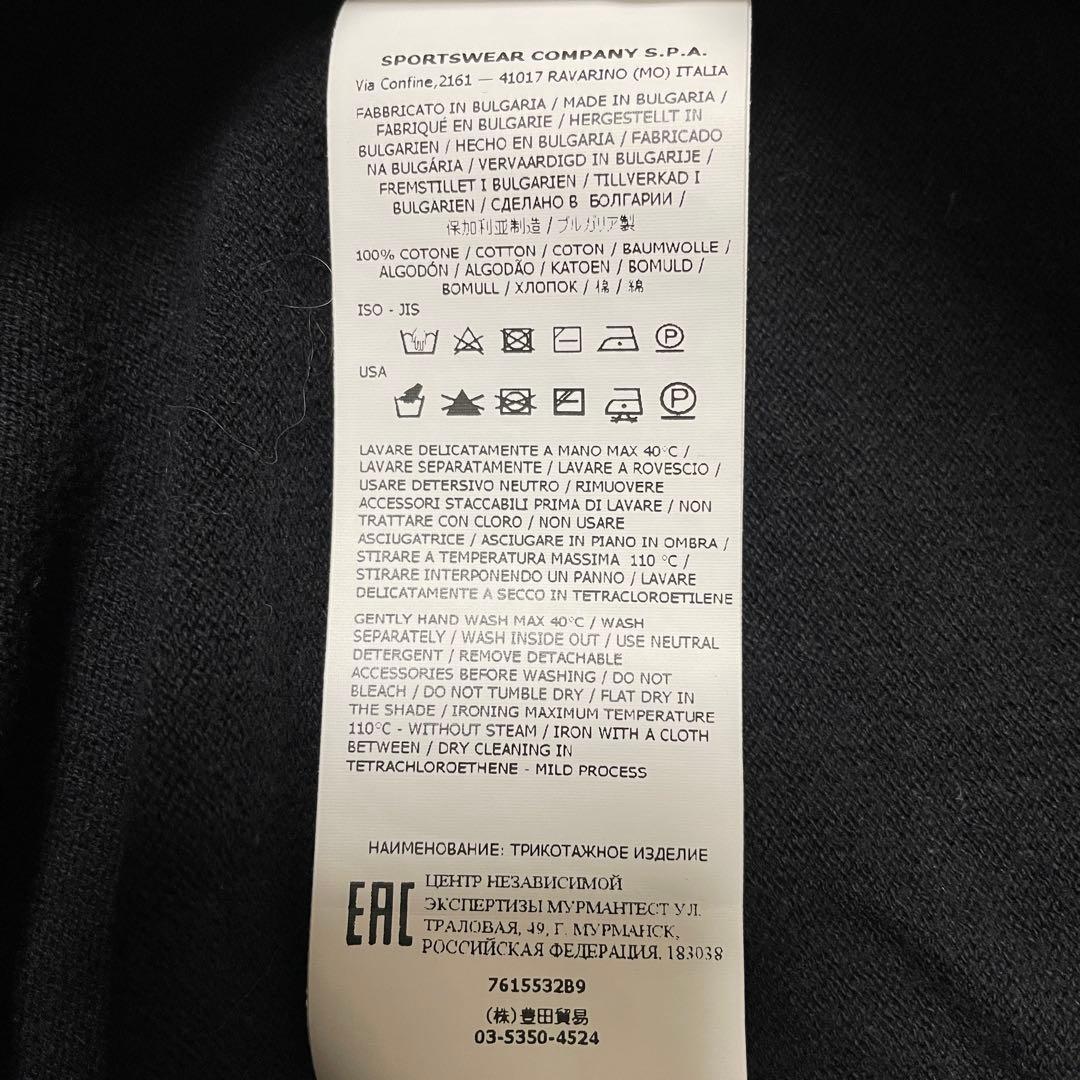 SPORTSWEAR COMPANY S.P.A.
Via Confine,2161 — 41017 RAVARINO (MO) ITALIA
FABBRICATO IN BULGARIA / MADE IN BULGARIA /
FABRIQUÉ EN BULGARIE / HERGESTELLT IN
BULGARIEN / HECHO EN BULGARIA / FABRICADO
NA BULGÁRIA / VERVAARDIGD IN BULGARIJE /
FREMSTILLET I BULGARIEN / TILLVERKAD I
BULGARIEN / СДЕЛАНО В БОЛГАРИИ /
保加利亚制造 / ブルガリア製
100% COTONE / COTTON / COTON / BAUMWOLLE /
ALGODÓN / ALGODÃO / KATOEN / BOMULD /
BOMULL / ХЛОПОК / 棉 / 綿
ISO - JIS
P
USA
P
LAVARE DELICATAMENTE A MANO MAX 40°C /
LAVARE SEPARATAMENTE / LAVARE A ROVESCIO /
USARE DETERSIVO NEUTRO / RIMUOVERE
ACCESSORI STACCABILI PRIMA DI LAVARE / NON
TRATTARE CON CLORO / NON USARE
ASCIUGATRICE / ASCIUGARE IN PIANO IN OMBRA /
STIRARE A TEMPERATURA MASSIMA 110 °C /
STIRARE INTERPONENDO UN PANNO / LAVARE
DELICATAMENTE A SECCO IN TETRACLOROETILENE
GENTLY HAND WASH MAX 40°C / WASH
SEPARATELY / WASH INSIDE OUT / USE NEUTRAL
DETERGENT / REMOVE DETACHABLE
ACCESSORIES BEFORE WASHING / DO NOT
BLEACH / DO NOT TUMBLE DRY / FLAT DRY IN
THE SHADE / IRONING MAXIMUM TEMPERATURE
110°C - WITHOUT STEAM / IRON WITH A CLOTH
BETWEEN / DRY CLEANING IN
TETRACHLOROETHENE - MILD PROCESS
НАИМЕНОВАНИЕ: ТРИКОТАЖНОЕ ИЗДЕЛИЕ
EAC
ЦЕНТР НЕЗАВИСИМОЙ
ЭКСПЕРТИЗЫ МУРМАНТЕСТ УЛ.
ТРАЛОВАЯ, 49, Г. МУРМАНСК,
РОССИЙСКАЯ ФЕДЕРАЦИЯ, 183038
7615532B9
(株)豊田貿易
03-5350-4524